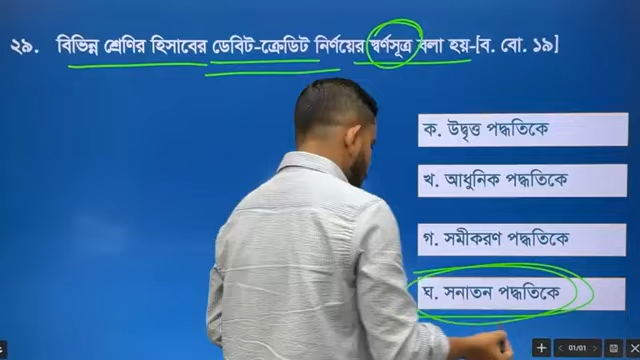 ২৯. বিভিন্ন শ্রেণির হিসাবের ডেবিট-ক্রেডিট নির্ণয়ের স্বর্ণসূত্র বলা হয়-[ব. বো. ১৯]
ক. উদ্বৃত্ত পদ্ধতিকে
খ. আধুনিক পদ্ধতিকে
গ. সমীকরণ পদ্ধতিকে
ঘ. সনাতন পদ্ধতিকে
01/01